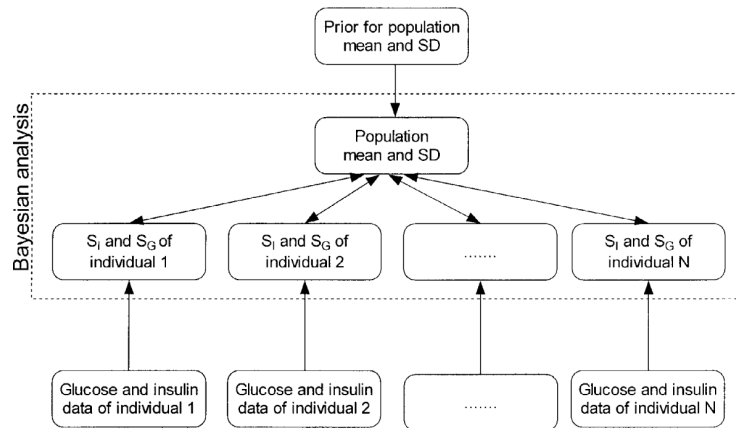 Prior for population
mean and SD
Bayesian analysis
Population
mean and SD
Sı and SG of
individual 1
SI and SG of
individual 2
.......
SI and SG of
individual N
Glucose and insulin
data of individual 1
Glucose and insulin
data of individual 2
.......
Glucose and insulin
data of individual N